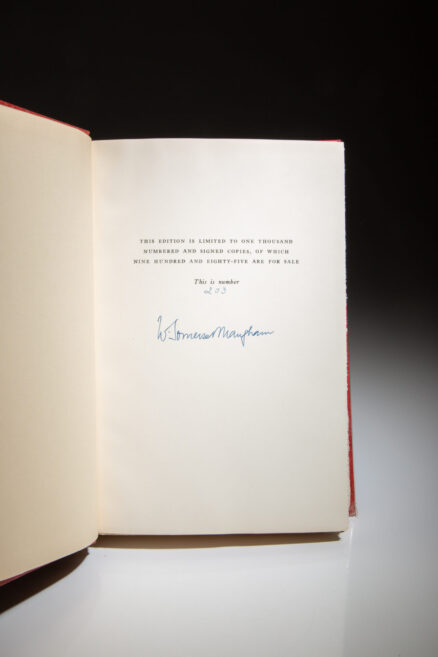 THIS EDITION IS LIMITED TO ONE THOUSAND
NUMBERED AND SIGNED COPIES, OF WHICH
NINE HUNDRED AND EIGHTY-FIVE ARE FOR SALE
This is number
203
W. Somerset Maugham